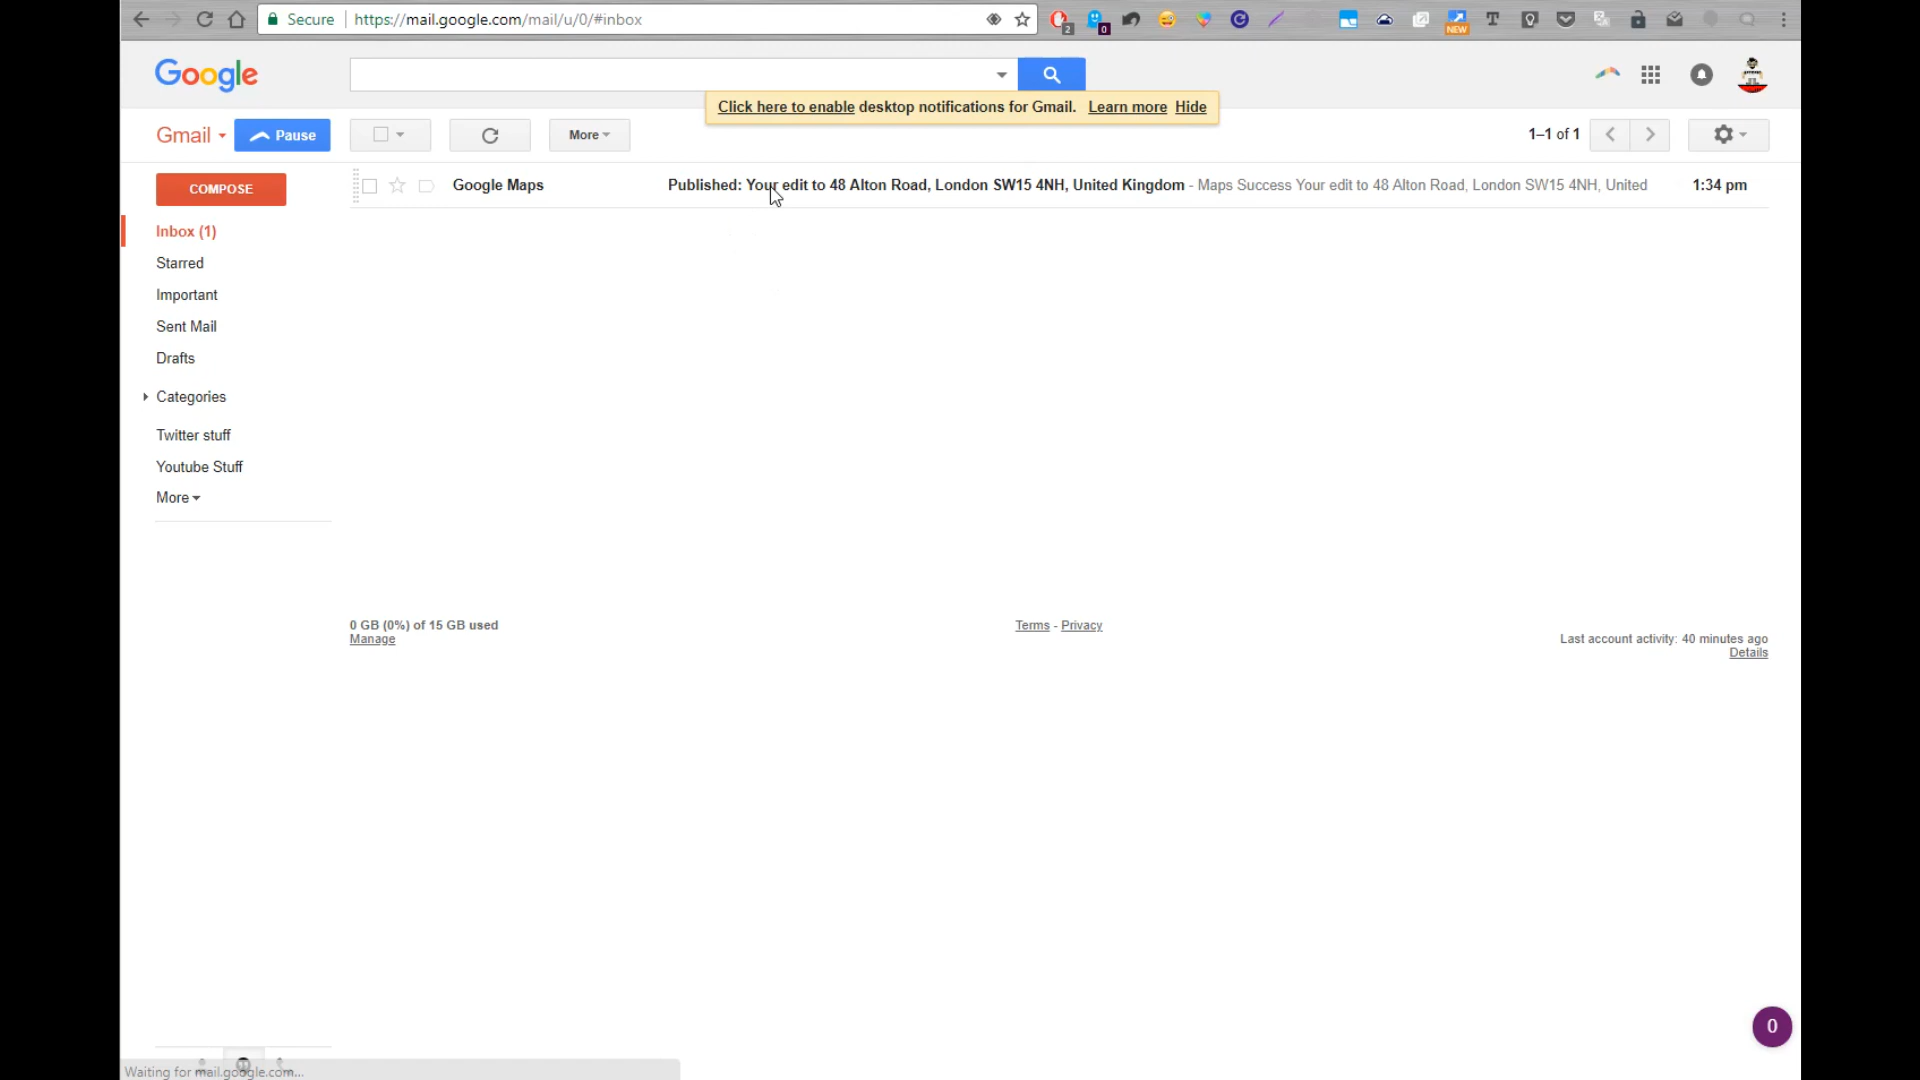 Secure https://mail.google.com/mail/u/0/#inbox
2
0
NEW
Google
Click here to enable desktop notifications for Gmail. Learn more Hide
Gmail Pause More 1–1 of 1
COMPOSE
Google Maps Published: Your edit to 48 Alton Road, London SW15 4NH, United Kingdom - Maps Success Your edit to 48 Alton Road, London SW15 4NH, United 1:34 pm
Inbox (1)
Starred
Important
Sent Mail
Drafts
Categories
Twitter stuff
Youtube Stuff
More
0 GB (0%) of 15 GB used
Manage
Terms - Privacy
Last account activity: 40 minutes ago
Details
0
Waiting for mail.google.com...